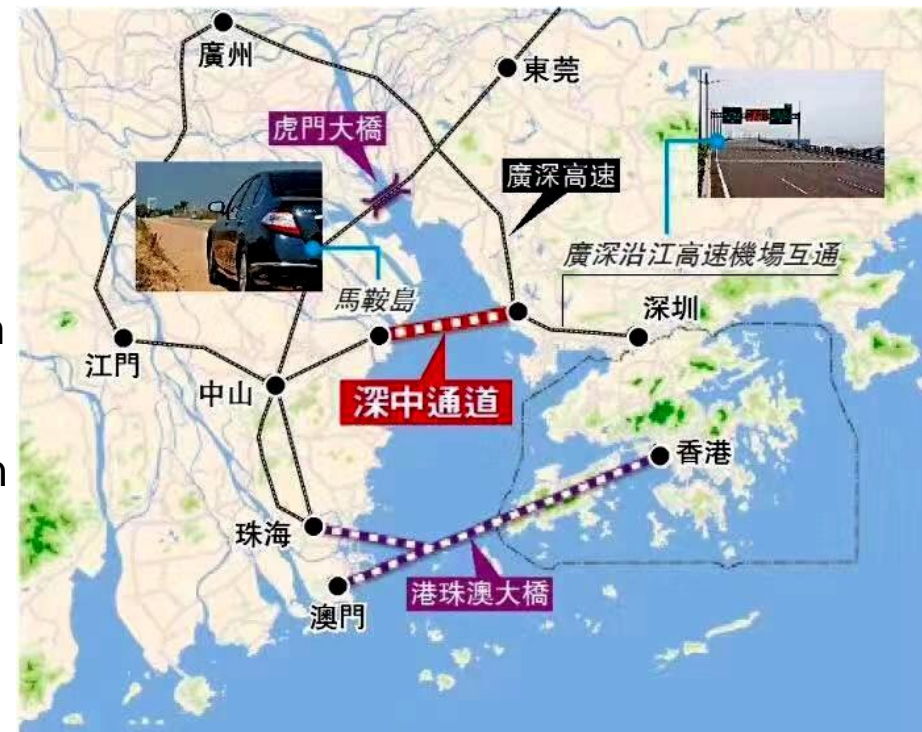 廣州
東莞
虎門大橋
廣深高速
廣深沿江高速機場互通
馬鞍島
深圳
江門
中山
深中通道
香港
珠海
港珠澳大橋
澳門
n
n